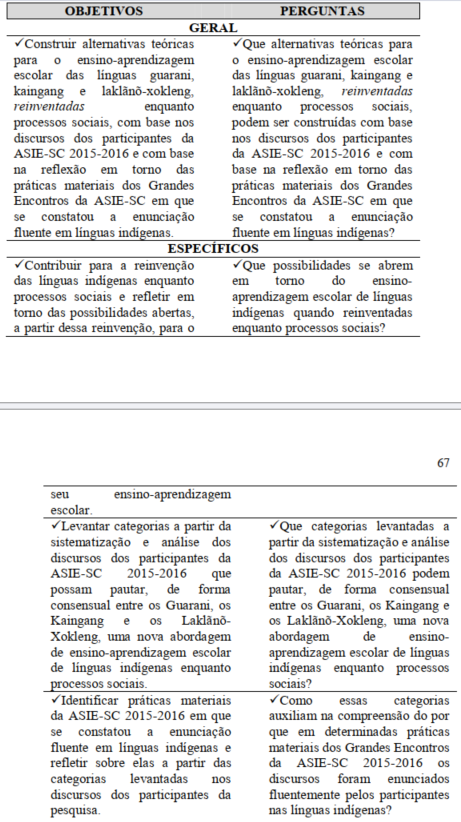 OBJETIVOS PERGUNTAS
GERAL
✓Construir alternativas teóricas
para o ensino-aprendizagem
escolar das línguas guarani,
kaingang e laklãnõ-xokleng,
reinventadas enquanto
processos sociais, com base nos
discursos dos participantes da
ASIE-SC 2015-2016 e com base
na reflexão em torno das
práticas materiais dos Grandes
Encontros da ASIE-SC em que
se constatou a enunciação
fluente em línguas indígenas.
✓Que alternativas teóricas para
o ensino-aprendizagem escolar
das línguas guarani, kaingang e
laklãnõ-xokleng, reinventadas
enquanto processos sociais,
podem ser construídas com base
nos discursos dos participantes
da ASIE-SC 2015-2016 e com
base na reflexão em torno das
práticas materiais dos Grandes
Encontros da ASIE-SC em que
se constatou a enunciação
fluente em línguas indígenas?
ESPECÍFICOS
✓Contribuir para a reinvenção
das línguas indígenas enquanto
processos sociais e refletir em
torno das possibilidades abertas,
a partir dessa reinvenção, para o
✓Que possibilidades se abrem
em torno do ensino-
aprendizagem escolar de línguas
indígenas quando reinventadas
enquanto processos sociais?
67
seu ensino-aprendizagem
escolar.
✓Levantar categorias a partir da
sistematização e análise dos
discursos dos participantes da
ASIE-SC 2015-2016 que
possam pautar, de forma
consensual entre os Guarani, os
Kaingang e os Laklãnõ-
Xokleng, uma nova abordagem
de ensino-aprendizagem escolar
de línguas indígenas enquanto
processos sociais.
✓Que categorias levantadas a
partir da sistematização e análise
dos discursos dos participantes
da ASIE-SC 2015-2016 podem
pautar, de forma consensual
entre os Guarani, os Kaingang e
os Laklãnõ-Xokleng, uma nova
abordagem de ensino-
aprendizagem escolar de línguas
indígenas enquanto processos
sociais?
✓Identificar práticas materiais
da ASIE-SC 2015-2016 em que
se constatou a enunciação
fluente em línguas indígenas e
refletir sobre elas a partir das
categorias levantadas nos
discursos dos participantes da
pesquisa.
✓Como essas categorias
auxiliam na compreensão do por
que em determinadas práticas
materiais dos Grandes Encontros
da ASIE-SC 2015-2016 os
discursos foram enunciados
fluentemente pelos participantes
nas línguas indígenas?